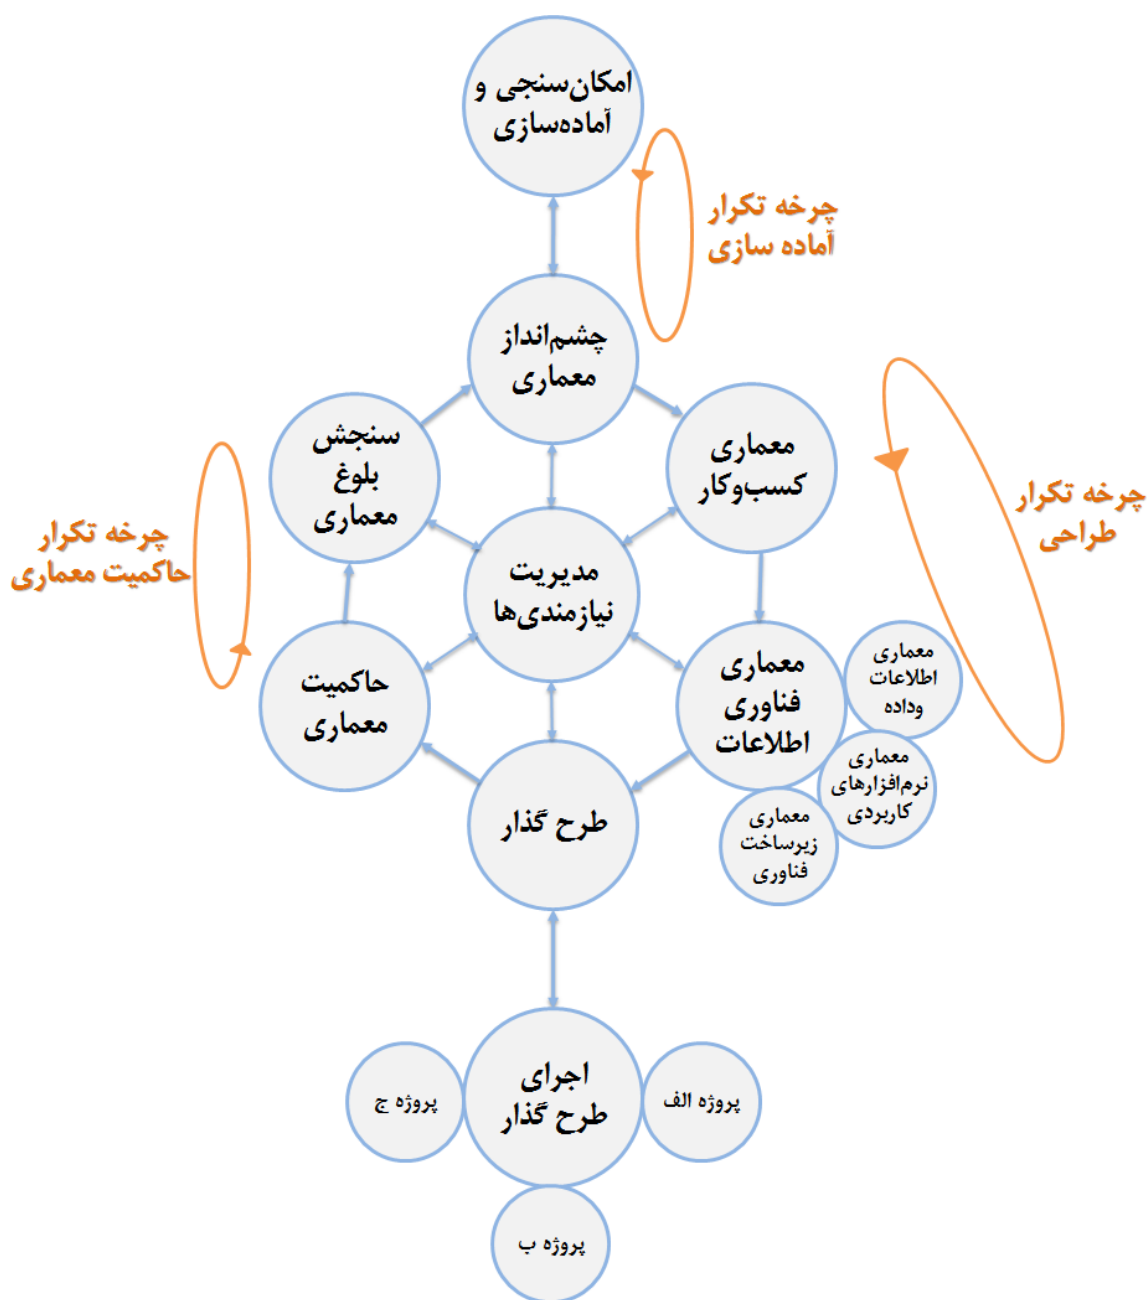 امکان‌سنجی و
آماده‌سازی
چرخه تکرار
آماده سازی
چشم‌انداز
معماری
معماری
کسب‌وکار
سنجش
بلوغ
معماری
چرخه تکرار
طراحی
چرخه تکرار
حاکمیت معماری
مدیریت
نیازمندی‌ها
معماری
فناوری
اطلاعات
معماری
اطلاعات
وداده
معماری
نرم‌افزارهای
کاربردی
معماری
زیرساخت
فناوری
حاکمیت
معماری
طرح گذار
اجرای
طرح گذار
پروژه الف
پروژه ج
پروژه ب